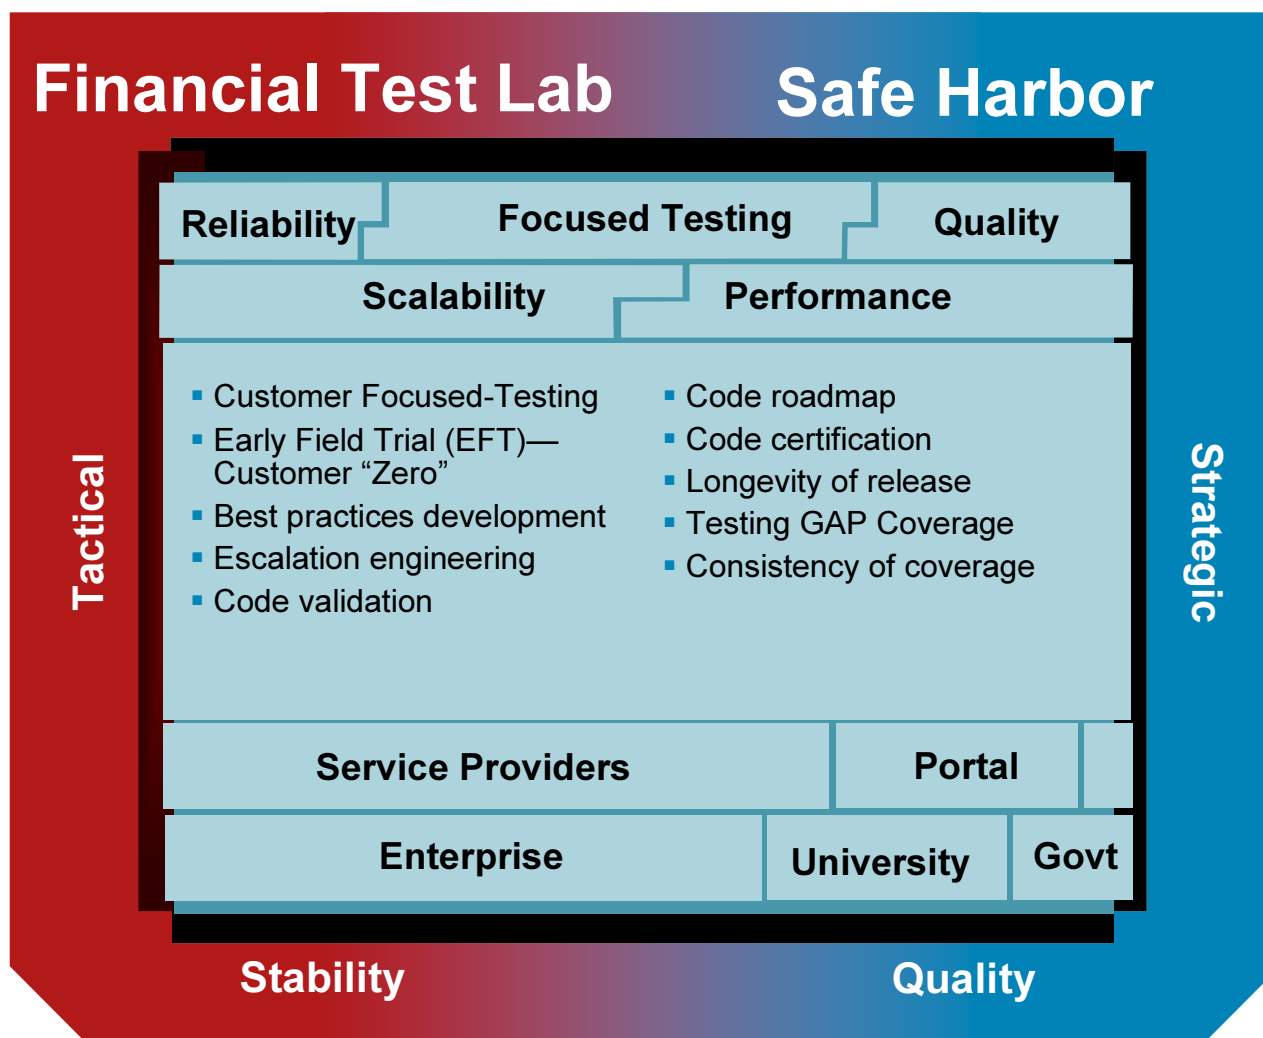 Financial Test Lab
Safe Harbor
Reliability
Focused Testing
Quality
Scalability
Performance
Tactical
▪ Customer Focused-Testing
▪ Early Field Trial (EFT)—
Customer “Zero”
▪ Best practices development
▪ Escalation engineering
▪ Code validation
▪ Code roadmap
▪ Code certification
▪ Longevity of release
▪ Testing GAP Coverage
▪ Consistency of coverage
Strategic
Service Providers
Portal
Enterprise
University
Govt
Stability
Quality